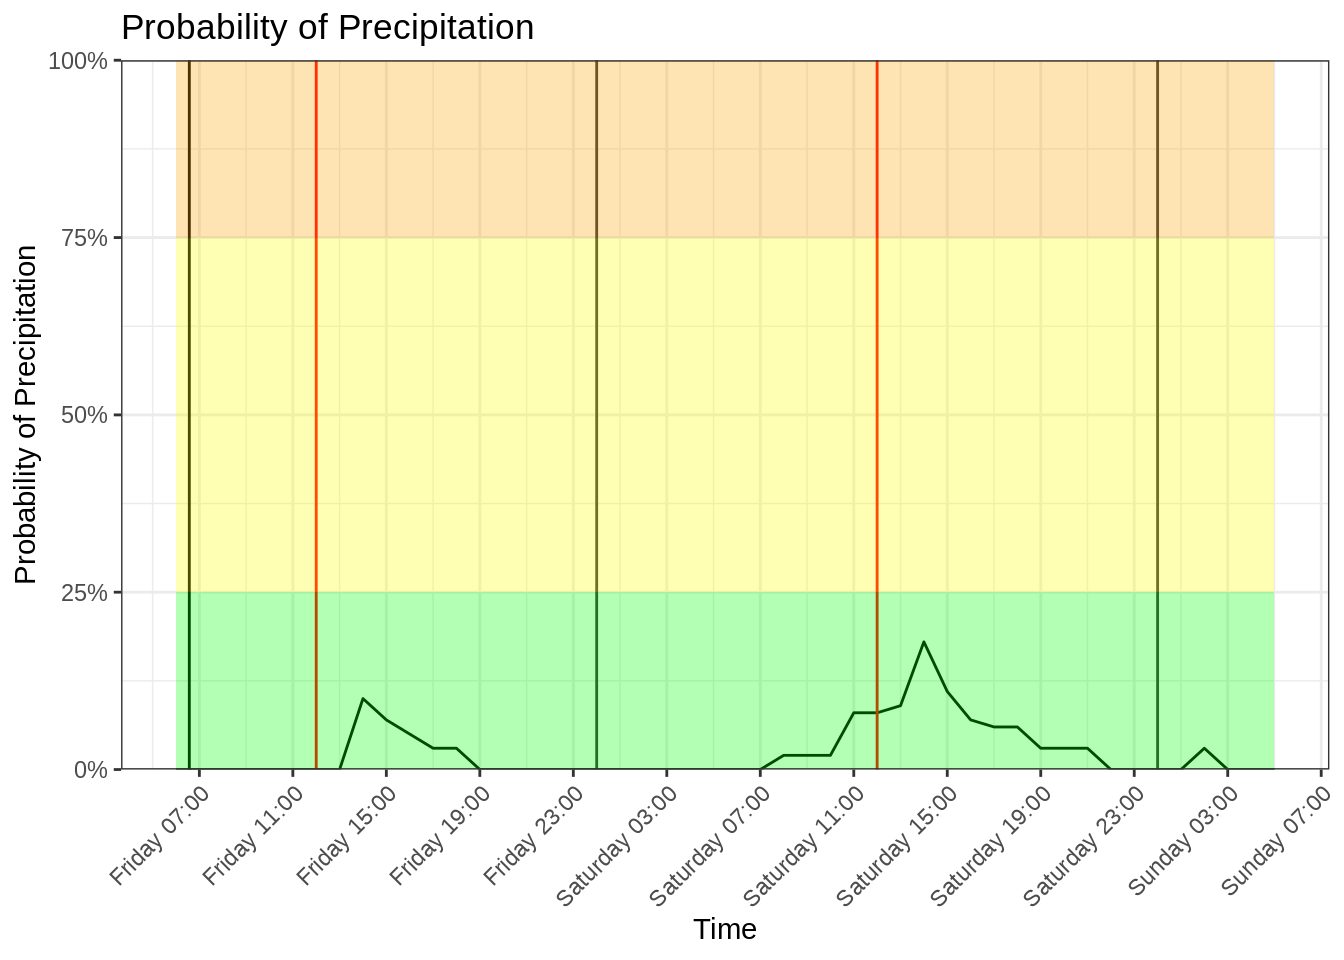 Probability of Precipitation
Probability of Precipitation
100%
75%
50%
25%
0%
Friday 07:00
Friday 11:00
Friday 15:00
Friday 19:00
Friday 23:00
Saturday 03:00
Saturday 07:00
Saturday 11:00
Saturday 15:00
Saturday 19:00
Saturday 23:00
Sunday 03:00
Sunday 07:00
Time